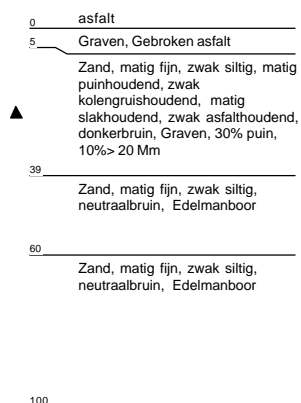 0 asfalt
5 Graven, Gebroken asfalt
Zand, matig fijn, zwak siltig, matig
puinhoudend, zwak
kolengruishoudend, matig
slakhoudend, zwak asfalthoudend,
donkerbruin, Graven, 30% puin,
10%> 20 Mm
39
Zand, matig fijn, zwak siltig,
neutraalbruin, Edelmanboor
60
Zand, matig fijn, zwak siltig,
neutraalbruin, Edelmanboor
100